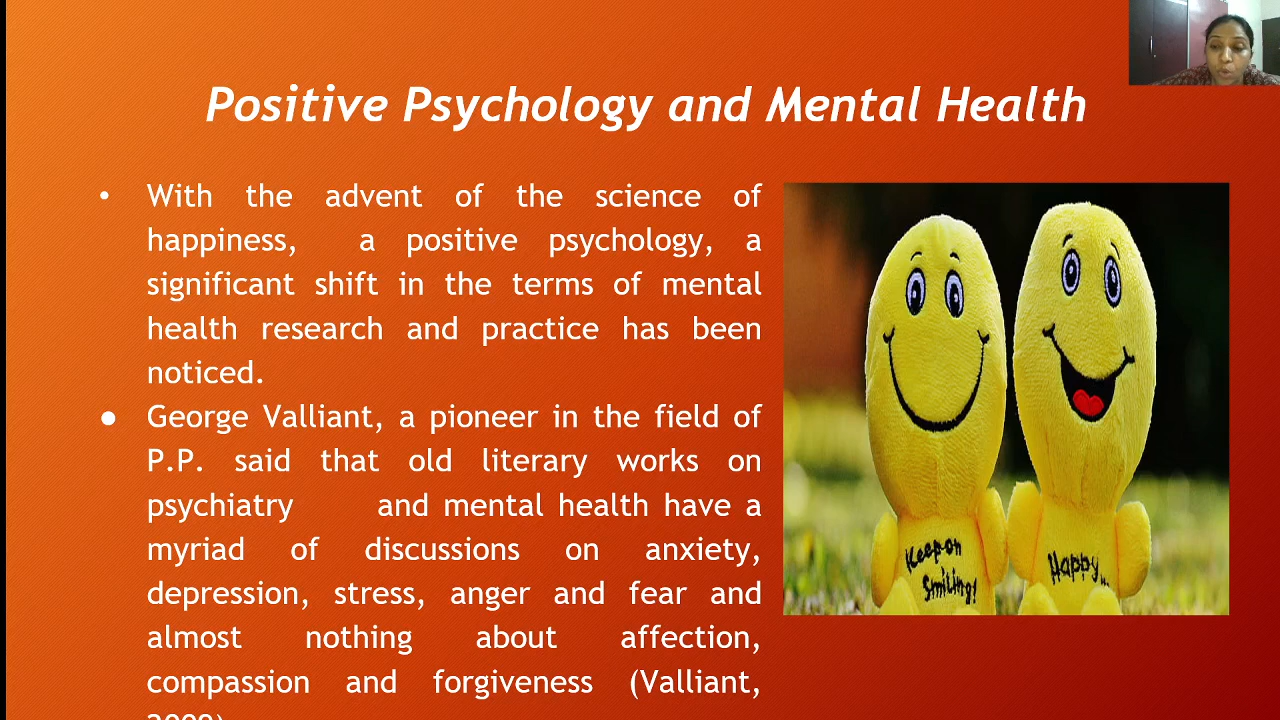 Positive Psychology and Mental Health
• With the advent of the science of
happiness, a positive psychology, a
significant shift in the terms of mental
health research and practice has been
noticed.
● George Valliant, a pioneer in the field of
P.P. said that old literary works on
psychiatry and mental health have a
myriad of discussions on anxiety,
depression, stress, anger and fear and
almost nothing about affection,
compassion and forgiveness (Valliant,
Keep on
Smiling!
Happy...